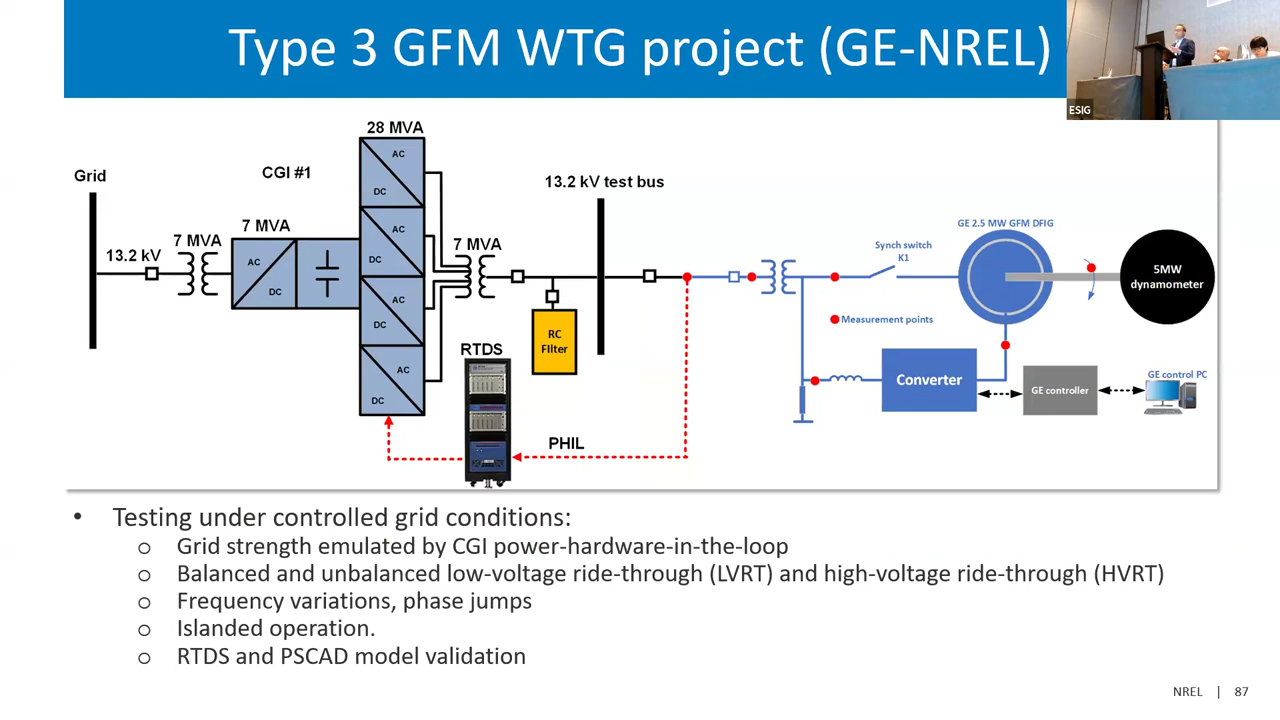 Type 3 GFM WTG project (GE-NREL)
ESIG
28 MVA
CGI #1
Grid
13.2 kV test bus
7 MVA
7 MVA
7 MVA
13.2 kV
AC
DC
AC
DC
AC
DC
AC
DC
AC
DC
GE 2.5 MW GFM DFIG
Synch switch
K1
5MW
dynamometer
Measurement points
RC
FIlter
RTDS
Converter
GE controller
GE control PC
PHIL
• Testing under controlled grid conditions:
o Grid strength emulated by CGI power-hardware-in-the-loop
o Balanced and unbalanced low-voltage ride-through (LVRT) and high-voltage ride-through (HVRT)
o Frequency variations, phase jumps
o Islanded operation.
o RTDS and PSCAD model validation
NREL | 87